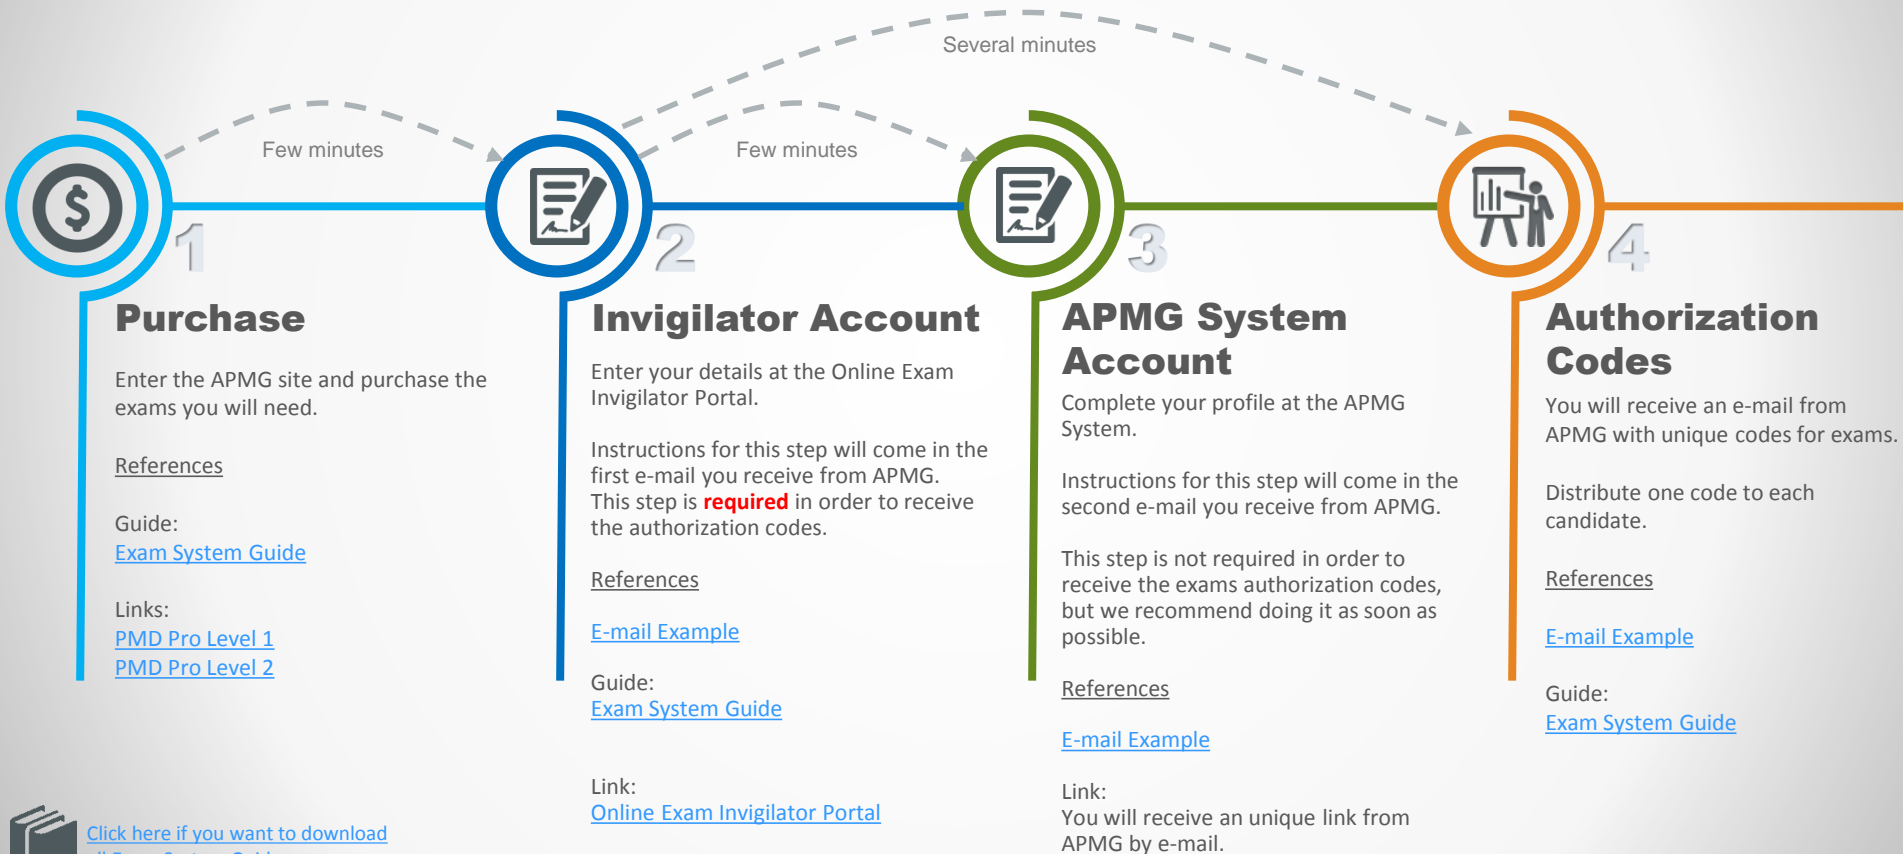 Several minutes
Few minutes
Few minutes
1
Purchase
Enter the APMG site and purchase the
exams you will need.
References
Guide:
Exam System Guide
Links:
PMD Pro Level 1
PMD Pro Level 2
2
Invigilator Account
Enter your details at the Online Exam
Invigilator Portal.
Instructions for this step will come in the
first e-mail you receive from APMG.
This step is required in order to receive
the authorization codes.
References
E-mail Example
Guide:
Exam System Guide
Link:
Online Exam Invigilator Portal
3
APMG System
Account
Complete your profile at the APMG
System.
Instructions for this step will come in the
second e-mail you receive from APMG.
This step is not required in order to
receive the exams authorization codes,
but we recommend doing it as soon as
possible.
References
E-mail Example
Link:
You will receive an unique link from
APMG by e-mail.
4
Authorization
Codes
You will receive an e-mail from
APMG with unique codes for exams.
Distribute one code to each
candidate.
References
E-mail Example
Guide:
Exam System Guide
Click here if you want to download